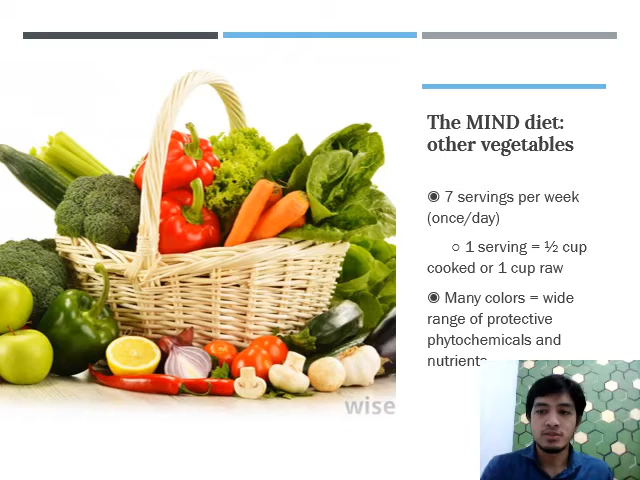 The MIND diet:
other vegetables
◉ 7 servings per week
(once/day)
○ 1 serving = ½ cup
cooked or 1 cup raw
◉ Many colors = wide
range of protective
phytochemicals and
nutrients
wise